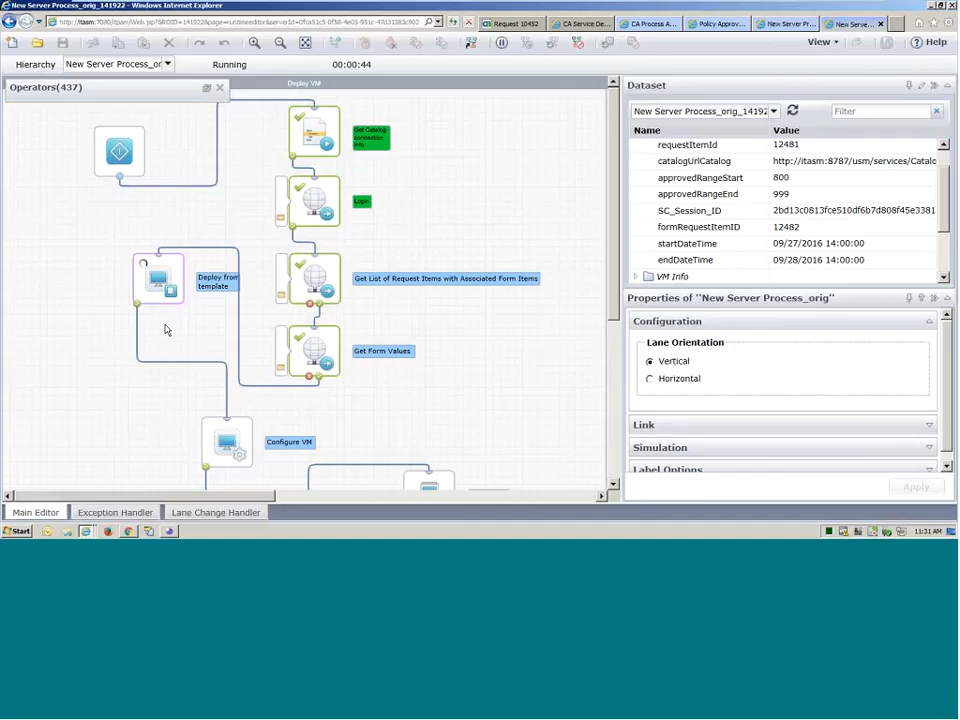 New Server Process_orig_141922 - Windows Internet Explorer
Request 10452
CA Service De...
CA Process A...
Policy Approv...
New Server Pr...
New Serve...
View
Help
Hierarchy
New Server Process_or
Running
00:00:44
Operators(437)
Deploy VM
Get Catalog
connection
info
Login
Deploy from
template
Get List of Request Items with Associated Form Items
Get Form Values
Configure VM
Dataset
New Server Process_orig_14192
Filter
Name Value
requestItemId 12481
catalogUrlCatalog http://itasm:8787/usm/services/Catalo
approvedRangeStart 800
approvedRangeEnd 999
SC_Session_ID 2bd13c0813fce510df6b7d808f45e3381
formRequestItemID 12482
startDateTime 09/27/2016 14:00:00
endDateTime 09/28/2016 14:00:00
VM Info
Properties of "New Server Process_orig"
Configuration
Lane Orientation
Vertical
Horizontal
Link
Simulation
Label Options
Apply
Main Editor
Exception Handler
Lane Change Handler
Start
11:31 AM